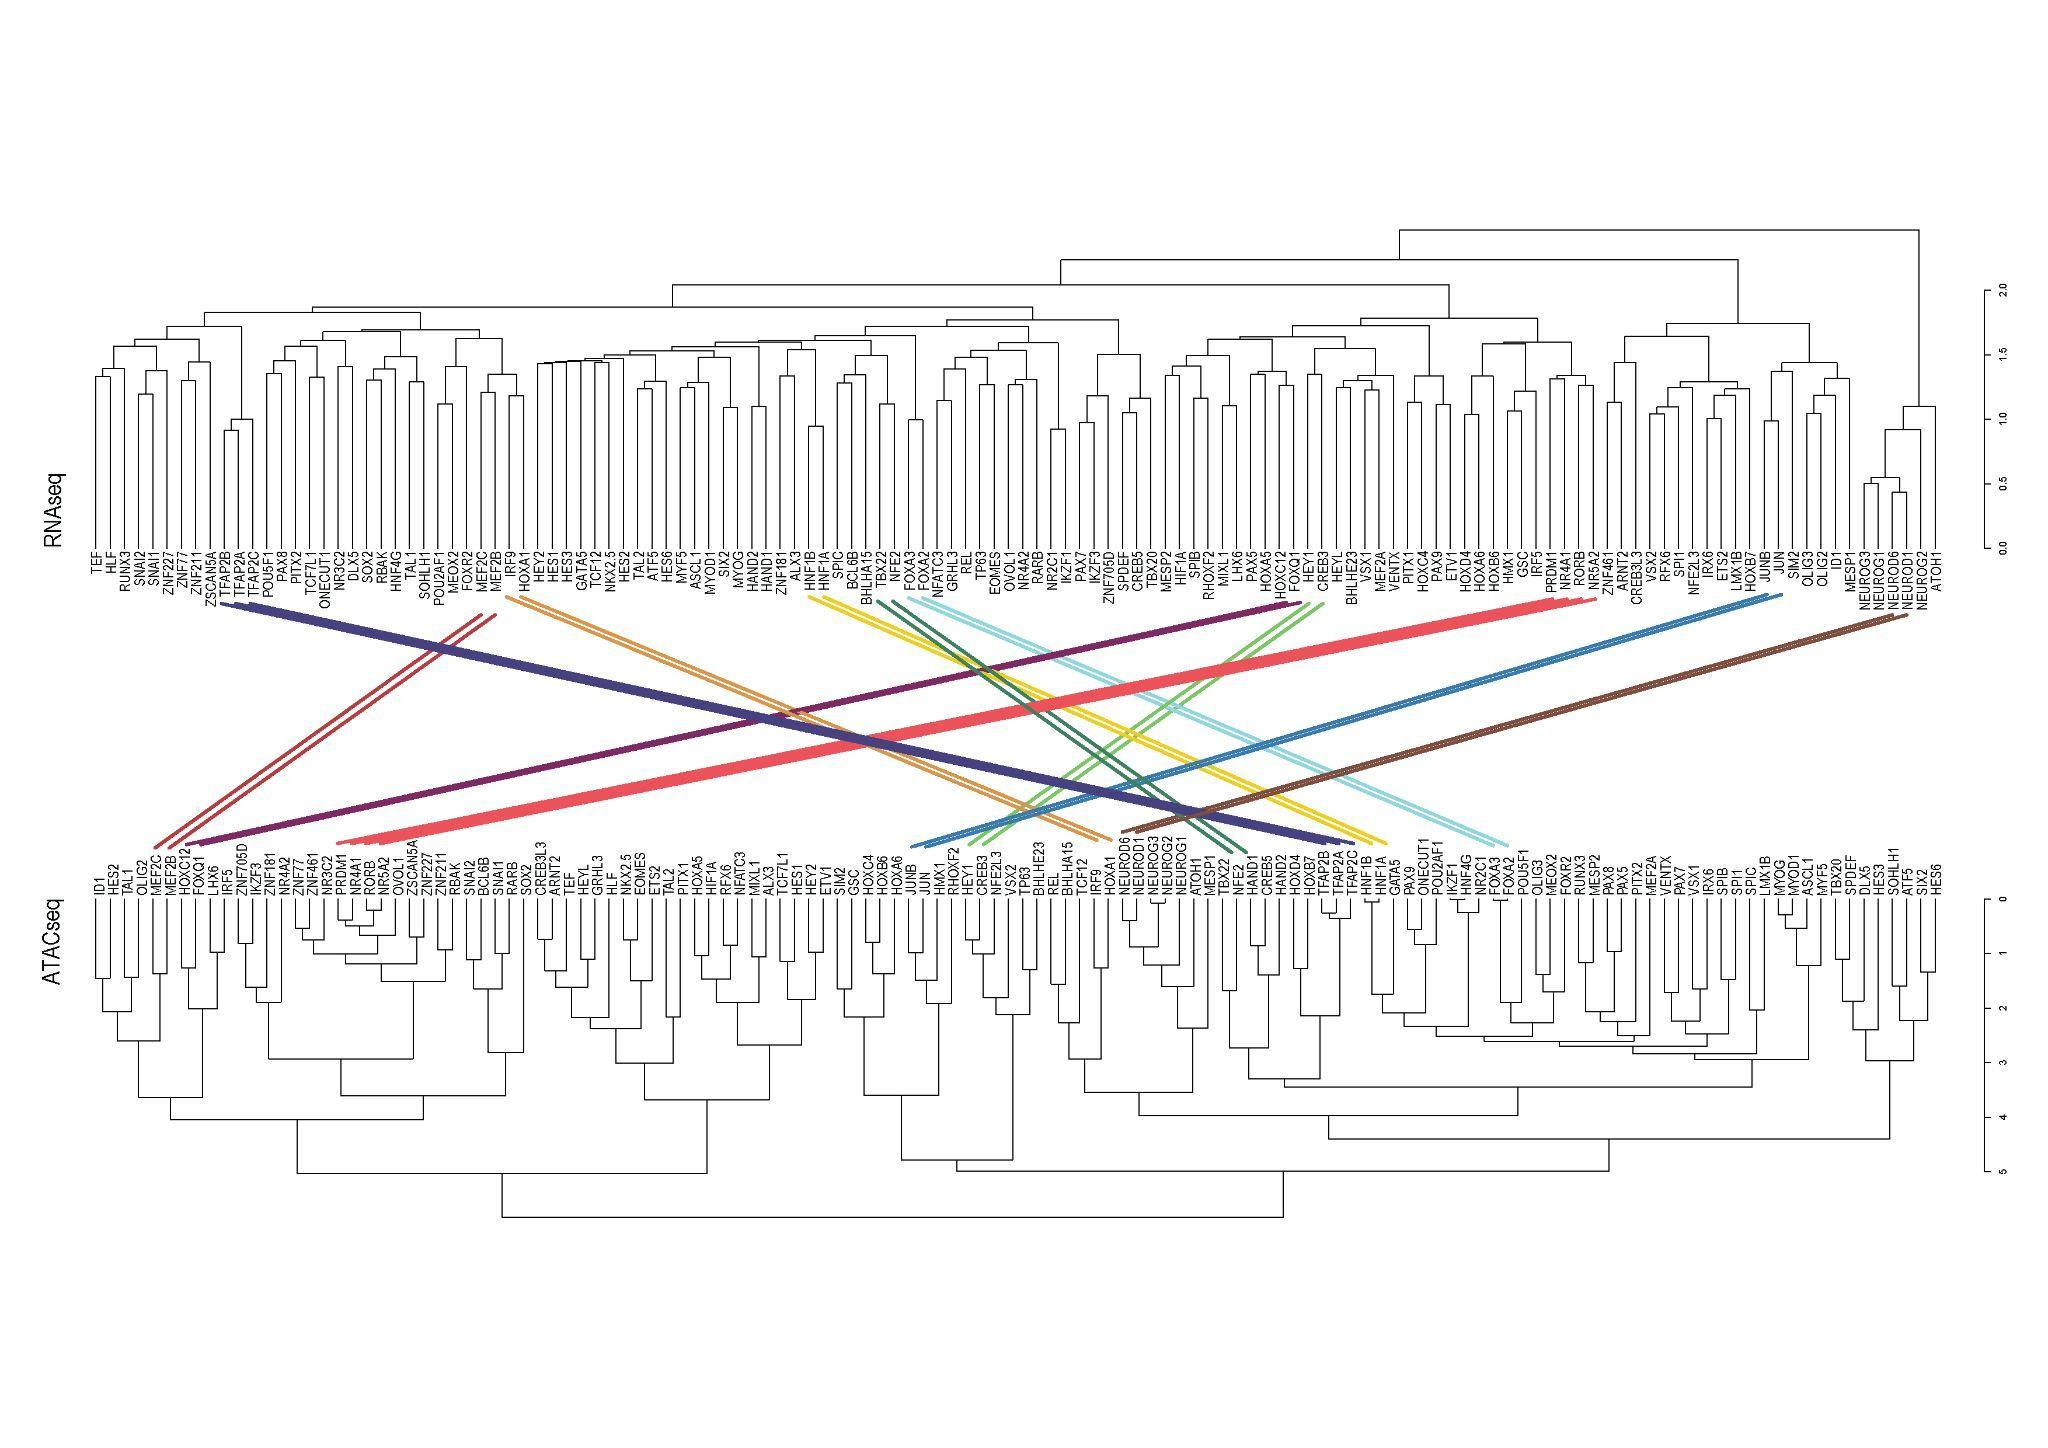 2.0
1.5
1.0
0.5
0.0
RNAseq
TEF
HLF
RUNX3
SNAI2
SNAI1
ZNF227
ZNF77
ZNF211
ZSCAN5A
TFAP2B
TFAP2A
TFAP2C
POU5F1
PAX8
PITX2
TCF7L1
ONECUT1
NR3C2
DLX5
SOX2
RBAK
HNF4G
TAL1
SOHLH1
POU2AF1
MEOX2
FOXR2
MEF2C
MEF2B
IRF9
HOXA1
HEY2
HES1
HES3
GATA5
TCF12
NKX2.5
HES2
TAL2
ATF5
HES6
MYF5
ASCL1
MYOD1
SIX2
MYOG
HAND2
HAND1
ZNF181
ALX3
HNF1B
HNF1A
SPIC
BCL6B
BHLHA15
TBX22
NFE2
FOXA3
FOXA2
NFATC3
GRHL3
REL
TP63
EOMES
OVOL1
NR4A2
RARB
NR2C1
IKZF1
PAX7
IKZF3
ZNF705D
SPDEF
CREB5
TBX20
MESP2
HIF1A
SPIB
RHOXF2
MIXL1
LHX6
PAX5
HOXA5
HOXC12
FOXQ1
HEY1
CREB3
HEYL
BHLHE23
VSX1
MEF2A
VENTX
PITX1
HOXC4
PAX9
ETV1
HOXD4
HOXA6
HOXB6
HMX1
GSC
IRF5
PRDM1
NR4A1
RORB
NR5A2
ZNF461
ARNT2
CREB3L3
VSX2
RFX6
SPI1
NFE2L3
IRX6
ETS2
LMX1B
HOXB7
JUNB
JUN
SIM2
OLIG3
OLIG2
ID1
MESP1
NEUROG3
NEUROG1
NEUROD6
NEUROD1
NEUROG2
ATOH1
ATACseq
ID1
HES2
TAL1
OLIG2
MEF2C
MEF2B
HOXC12
FOXQ1
LHX6
IRF5
ZNF705D
IKZF3
ZNF181
NR4A2
ZNF77
ZNF461
NR3C2
PRDM1
NR4A1
RORB
NR5A2
OVOL1
ZSCAN5A
ZNF227
ZNF211
RBAK
SNAI2
BCL6B
SNAI1
RARB
SOX2
CREB3L3
ARNT2
TEF
HEYL
GRHL3
HLF
NKX2.5
EOMES
ETS2
TAL2
PITX1
HOXA5
HIF1A
RFX6
NFATC3
MIXL1
ALX3
TCF7L1
HES1
HEY2
ETV1
SIM2
GSC
HOXC4
HOXB6
HOXA6
JUNB
JUN
HMX1
RHOXF2
HEY1
CREB3
NFE2L3
VSX2
TP63
BHLHE23
REL
BHLHA15
TCF12
IRF9
HOXA1
NEUROD6
NEUROD1
NEUROG3
NEUROG2
NEUROG1
ATOH1
MESP1
TBX22
NFE2
HAND1
CREB5
HAND2
HOXD4
HOXB7
TFAP2B
TFAP2A
TFAP2C
HNF1B
HNF1A
GATA5
PAX9
ONECUT1
POU2AF1
IKZF1
HNF4G
NR2C1
FOXA3
FOXA2
POU5F1
OLIG3
MEOX2
FOXR2
RUNX3
MESP2
PAX8
PAX5
PITX2
MEF2A
VENTX
PAX7
VSX1
IRX6
SPIB
SPI1
SPIC
LMX1B
MYOG
MYOD1
ASCL1
MYF5
TBX20
SPDEF
DLX5
HES3
SOHLH1
ATF5
SIX2
HES6
0
1
2
3
4
5